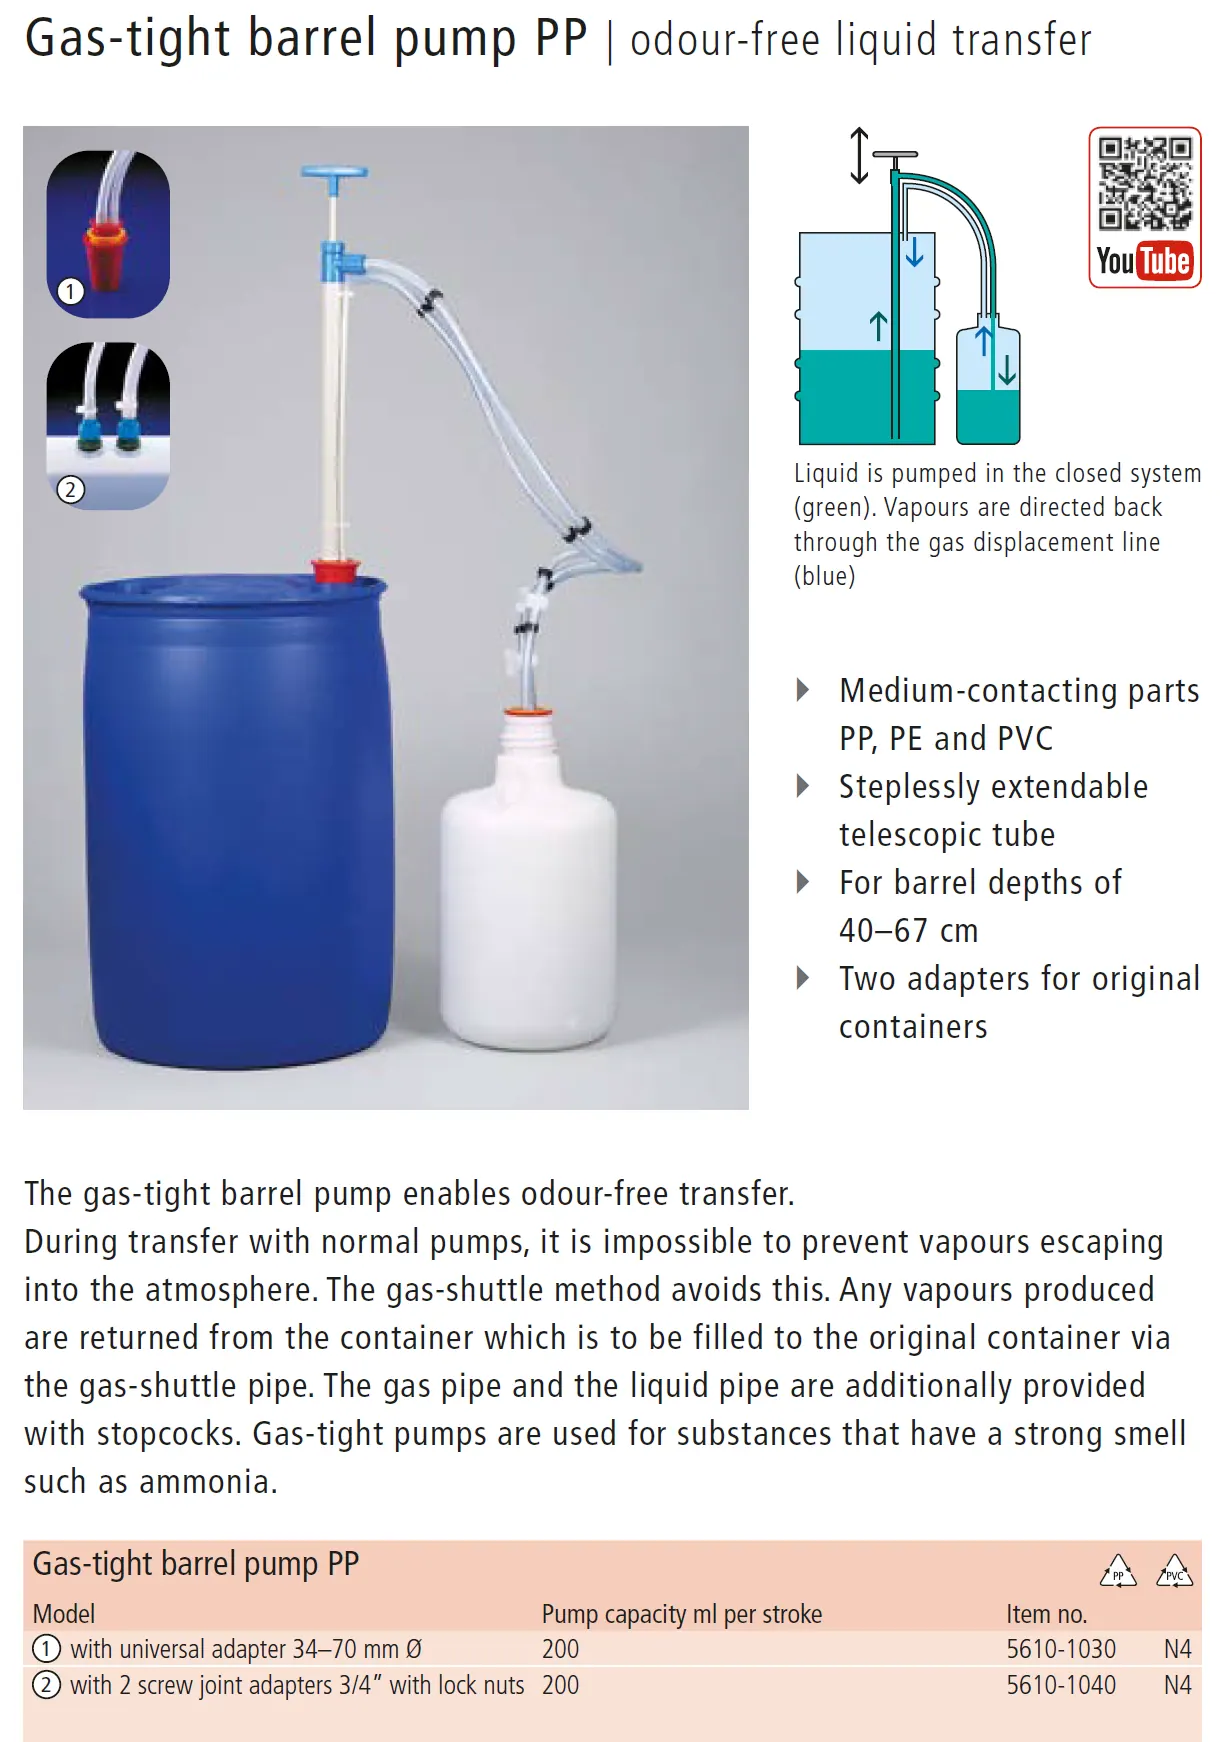 Gas-tight barrel pump PP | odour-free liquid transfer
1
2
YouTube
Liquid is pumped in the closed system
(green). Vapours are directed back
through the gas displacement line
(blue)
Medium-contacting parts
PP, PE and PVC
Steplessly extendable
telescopic tube
For barrel depths of
40–67 cm
Two adapters for original
containers
The gas-tight barrel pump enables odour-free transfer.
During transfer with normal pumps, it is impossible to prevent vapours escaping
into the atmosphere. The gas-shuttle method avoids this. Any vapours produced
are returned from the container which is to be filled to the original container via
the gas-shuttle pipe. The gas pipe and the liquid pipe are additionally provided
with stopcocks. Gas-tight pumps are used for substances that have a strong smell
such as ammonia.
Gas-tight barrel pump PP PP PVC
Model Pump capacity ml per stroke Item no.
1 with universal adapter 34–70 mm Ø 200 5610-1030 N4
2 with 2 screw joint adapters 3/4″ with lock nuts 200 5610-1040 N4